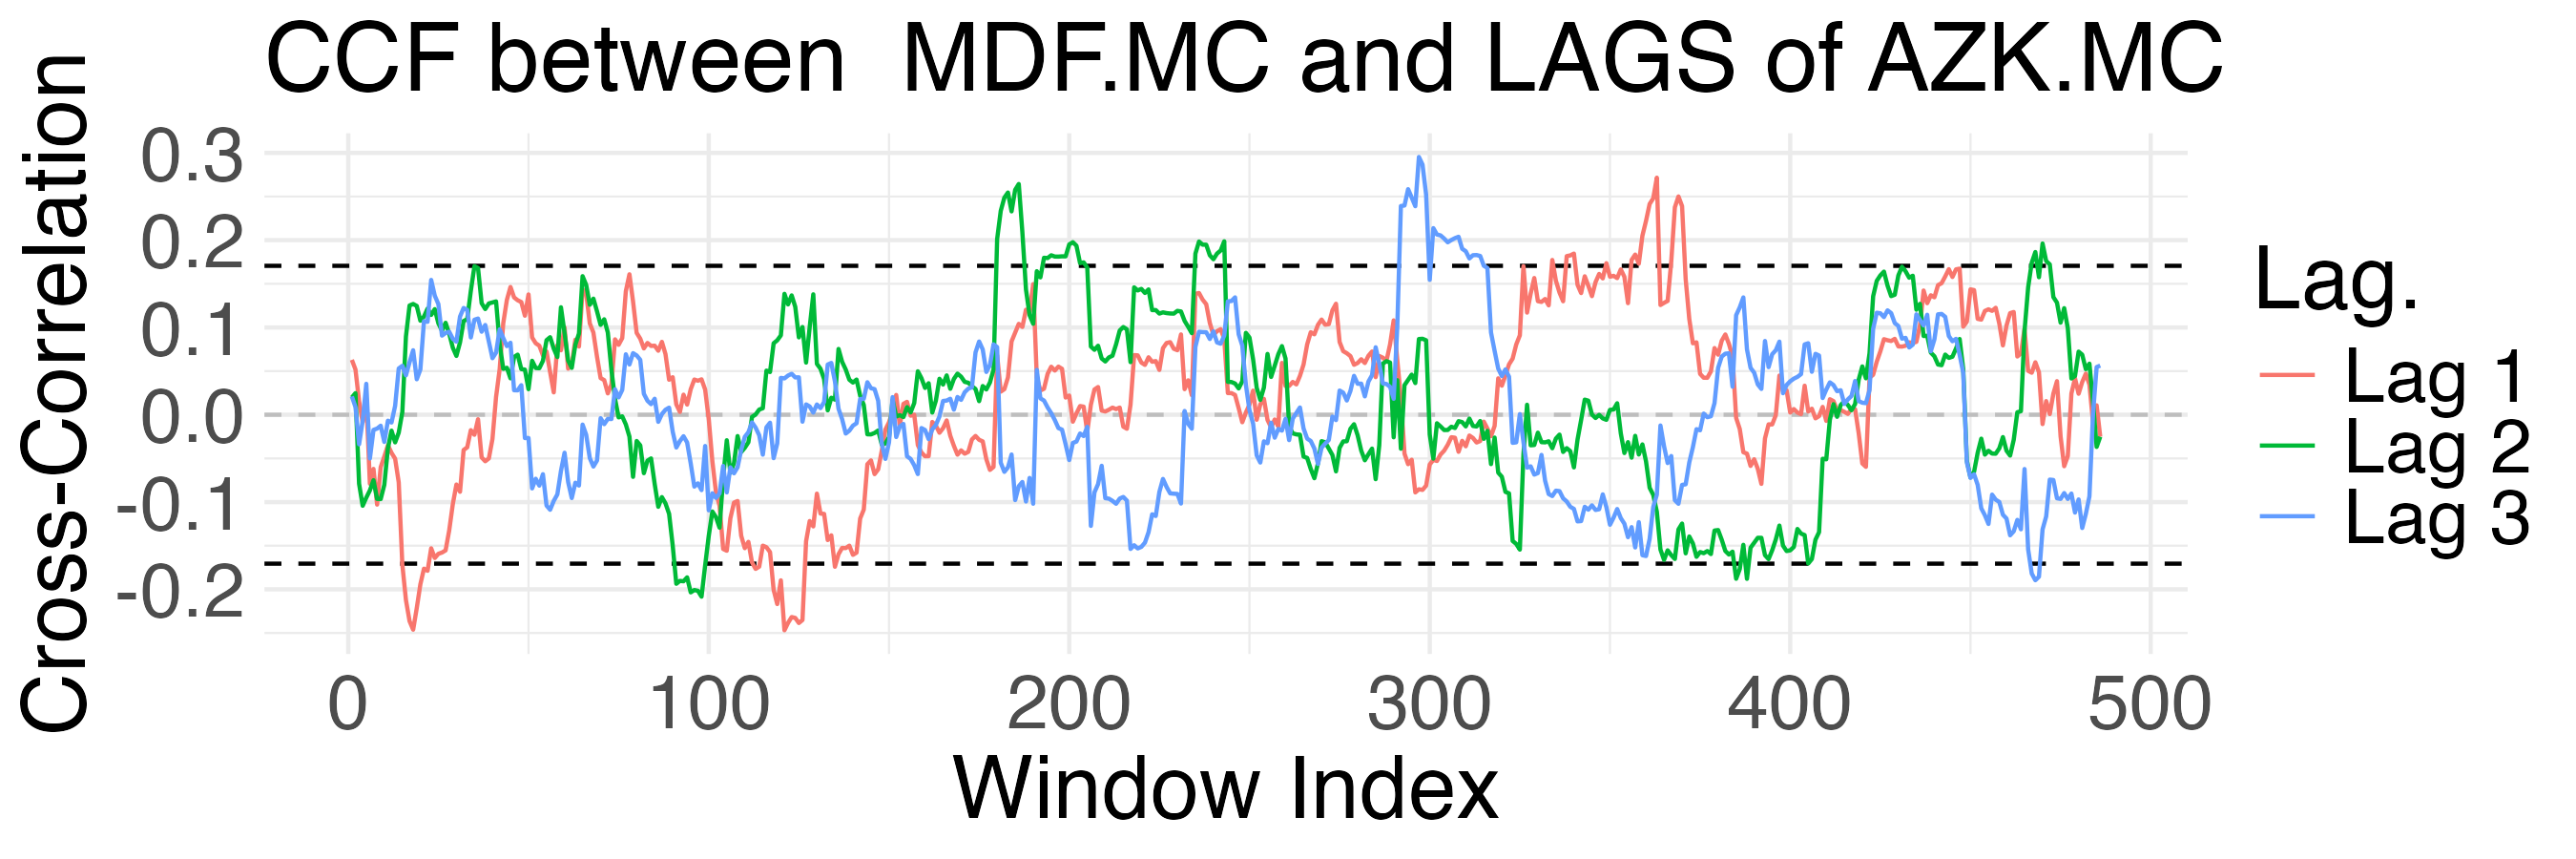 CCF between  MDF.MC and LAGS of AZK.MC
Cross-Correlation
0.3
0.2
0.1
0.0
-0.1
-0.2
0 100 200 300 400 500
Window Index
Lag.
Lag 1
Lag 2
Lag 3